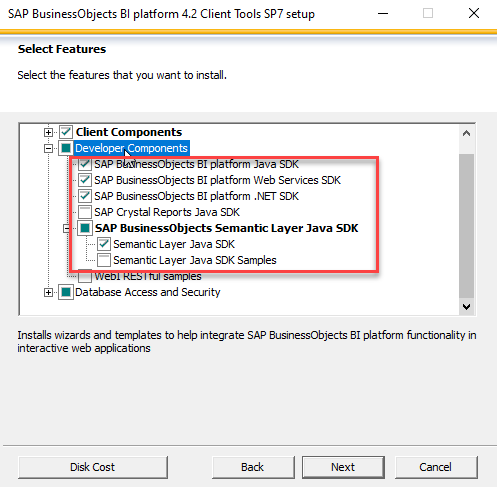 SAP BusinessObjects BI platform 4.2 Client Tools SP7 setup
Select Features
Select the features that you want to install.
Client Components
Developer Components
SAP BusinessObjects BI platform Java SDK
SAP BusinessObjects BI platform Web Services SDK
SAP BusinessObjects BI platform .NET SDK
SAP Crystal Reports Java SDK
SAP BusinessObjects Semantic Layer Java SDK
Semantic Layer Java SDK
Semantic Layer Java SDK Samples
WebI RESTful samples
Database Access and Security
Installs wizards and templates to help integrate SAP BusinessObjects BI platform functionality in
interactive web applications
Disk Cost
Back
Next
Cancel